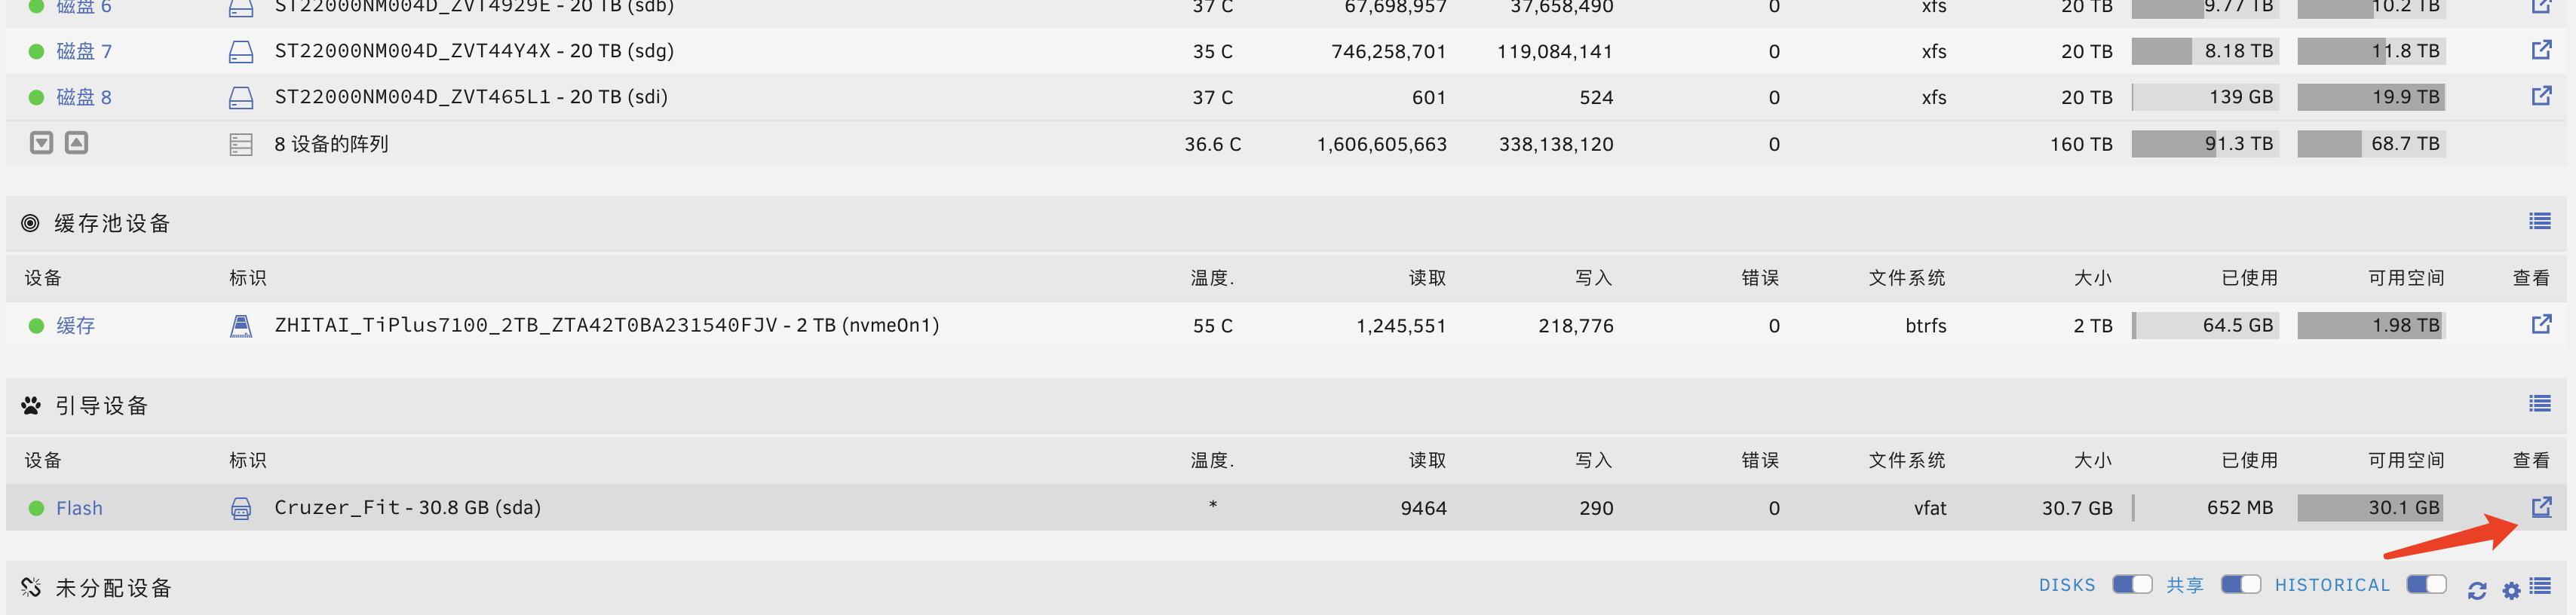 磁盘 6 ST22000NM004D_ZVT4929E - 20 TB (sdb) 37 C 67,698,957 37,658,490 0 xfs 20 TB 9.77 TB 10.2 TB
磁盘 7 ST22000NM004D_ZVT44Y4X - 20 TB (sdg) 35 C 746,258,701 119,084,141 0 xfs 20 TB 8.18 TB 11.8 TB
磁盘 8 ST22000NM004D_ZVT465L1 - 20 TB (sdi) 37 C 601 524 0 xfs 20 TB 139 GB 19.9 TB
8 设备的阵列 36.6 C 1,606,605,663 338,138,120 0 160 TB 91.3 TB 68.7 TB
缓存池设备
设备 标识 温度. 读取 写入 错误 文件系统 大小 已使用 可用空间 查看
缓存 ZHITAI_TiPlus7100_2TB_ZTA42T0BA231540FJV - 2 TB (nvme0n1) 55 C 1,245,551 218,776 0 btrfs 2 TB 64.5 GB 1.98 TB
引导设备
设备 标识 温度. 读取 写入 错误 文件系统 大小 已使用 可用空间 查看
Flash Cruzer_Fit - 30.8 GB (sda) * 9464 290 0 vfat 30.7 GB 652 MB 30.1 GB
未分配设备 DISKS 共享 HISTORICAL